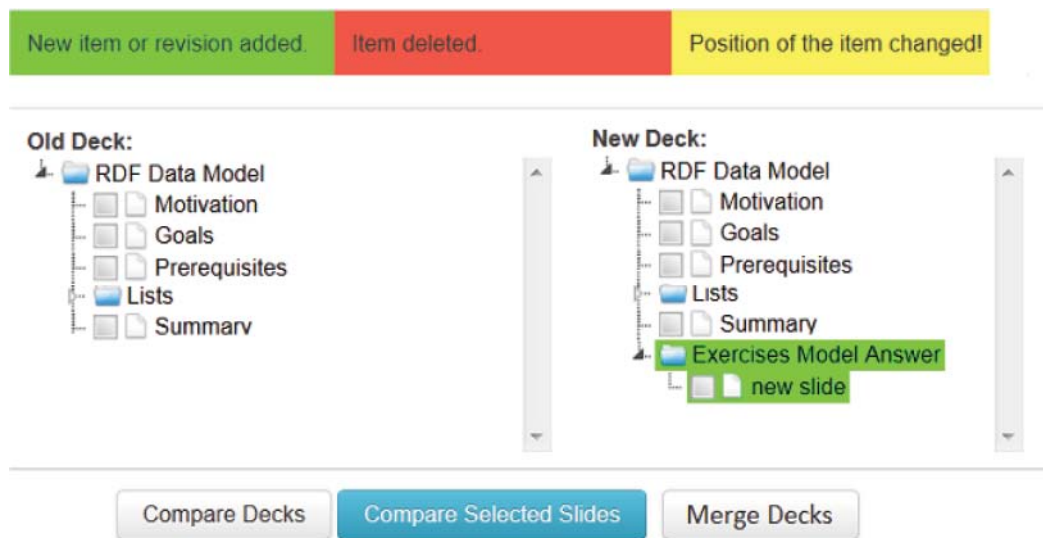 New item or revision added.
Item deleted.
Position of the item changed!
Old Deck:
RDF Data Model
Motivation
Goals
Prerequisites
Lists
Summary
New Deck:
RDF Data Model
Motivation
Goals
Prerequisites
Lists
Summary
Exercises Model Answer
new slide
Compare Decks
Compare Selected Slides
Merge Decks